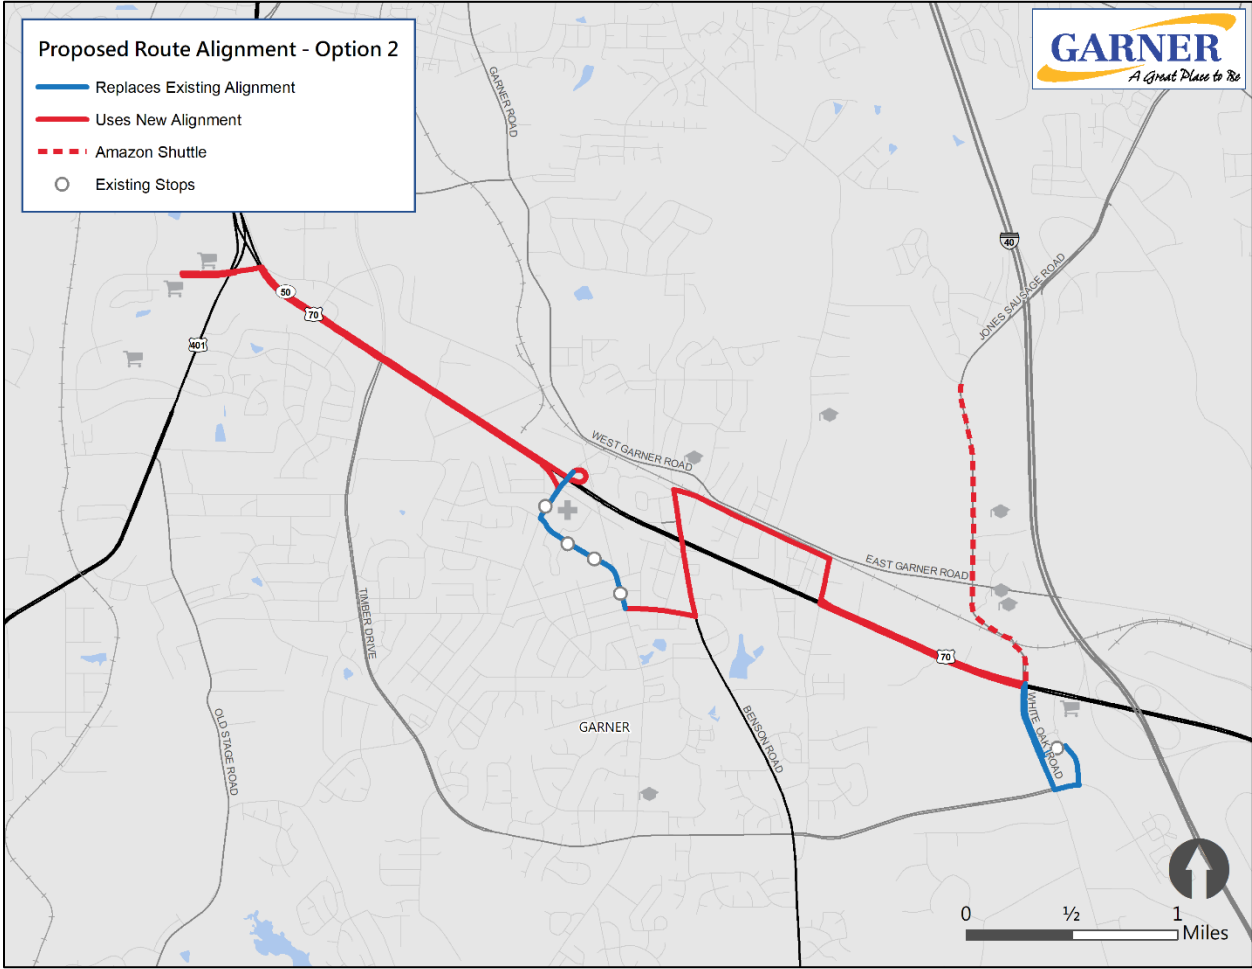 Proposed Route Alignment - Option 2
Replaces Existing Alignment
Uses New Alignment
Amazon Shuttle
Existing Stops
GARNER
A Great Place to Be
GARNER ROAD
40
JONES SAUSAGE ROAD
50
70
401
WEST GARNER ROAD
EAST GARNER ROAD
TIMBER DRIVE
70
OLD STAGE ROAD
GARNER
BENSON ROAD
WHITE OAK ROAD
0 ½ 1
Miles